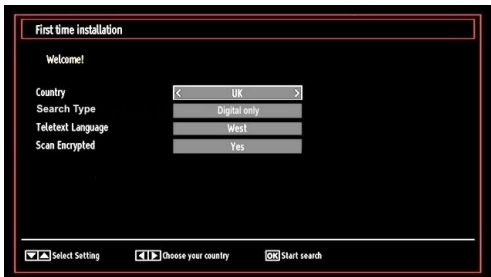 First time installation
Welcome!
Country < UK >
Search Type Digital only
Teletext Language West
Scan Encrypted Yes
Select Setting Choose your country OK Start search